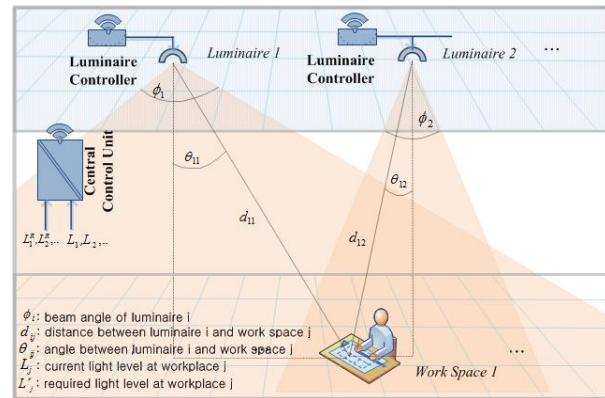 Luminaire 1
Luminaire 2
...
Luminaire
Controller
Luminaire
Controller
ϕ₁
ϕ₂
θ₁₁
θ₁₂
d₁₁
d₁₂
Central
Control Unit
L₁ᴿ,L₂ᴿ,.. L₁,L₂,..
ϕᵢ: beam angle of luminaire i
dᵢⱼ: distance between luminaire i and work space j
θᵢⱼ: angle between luminaire i and work space j
Lⱼ: current light level at workplace j
L'ⱼ: required light level at workplace j
Work Space 1
...